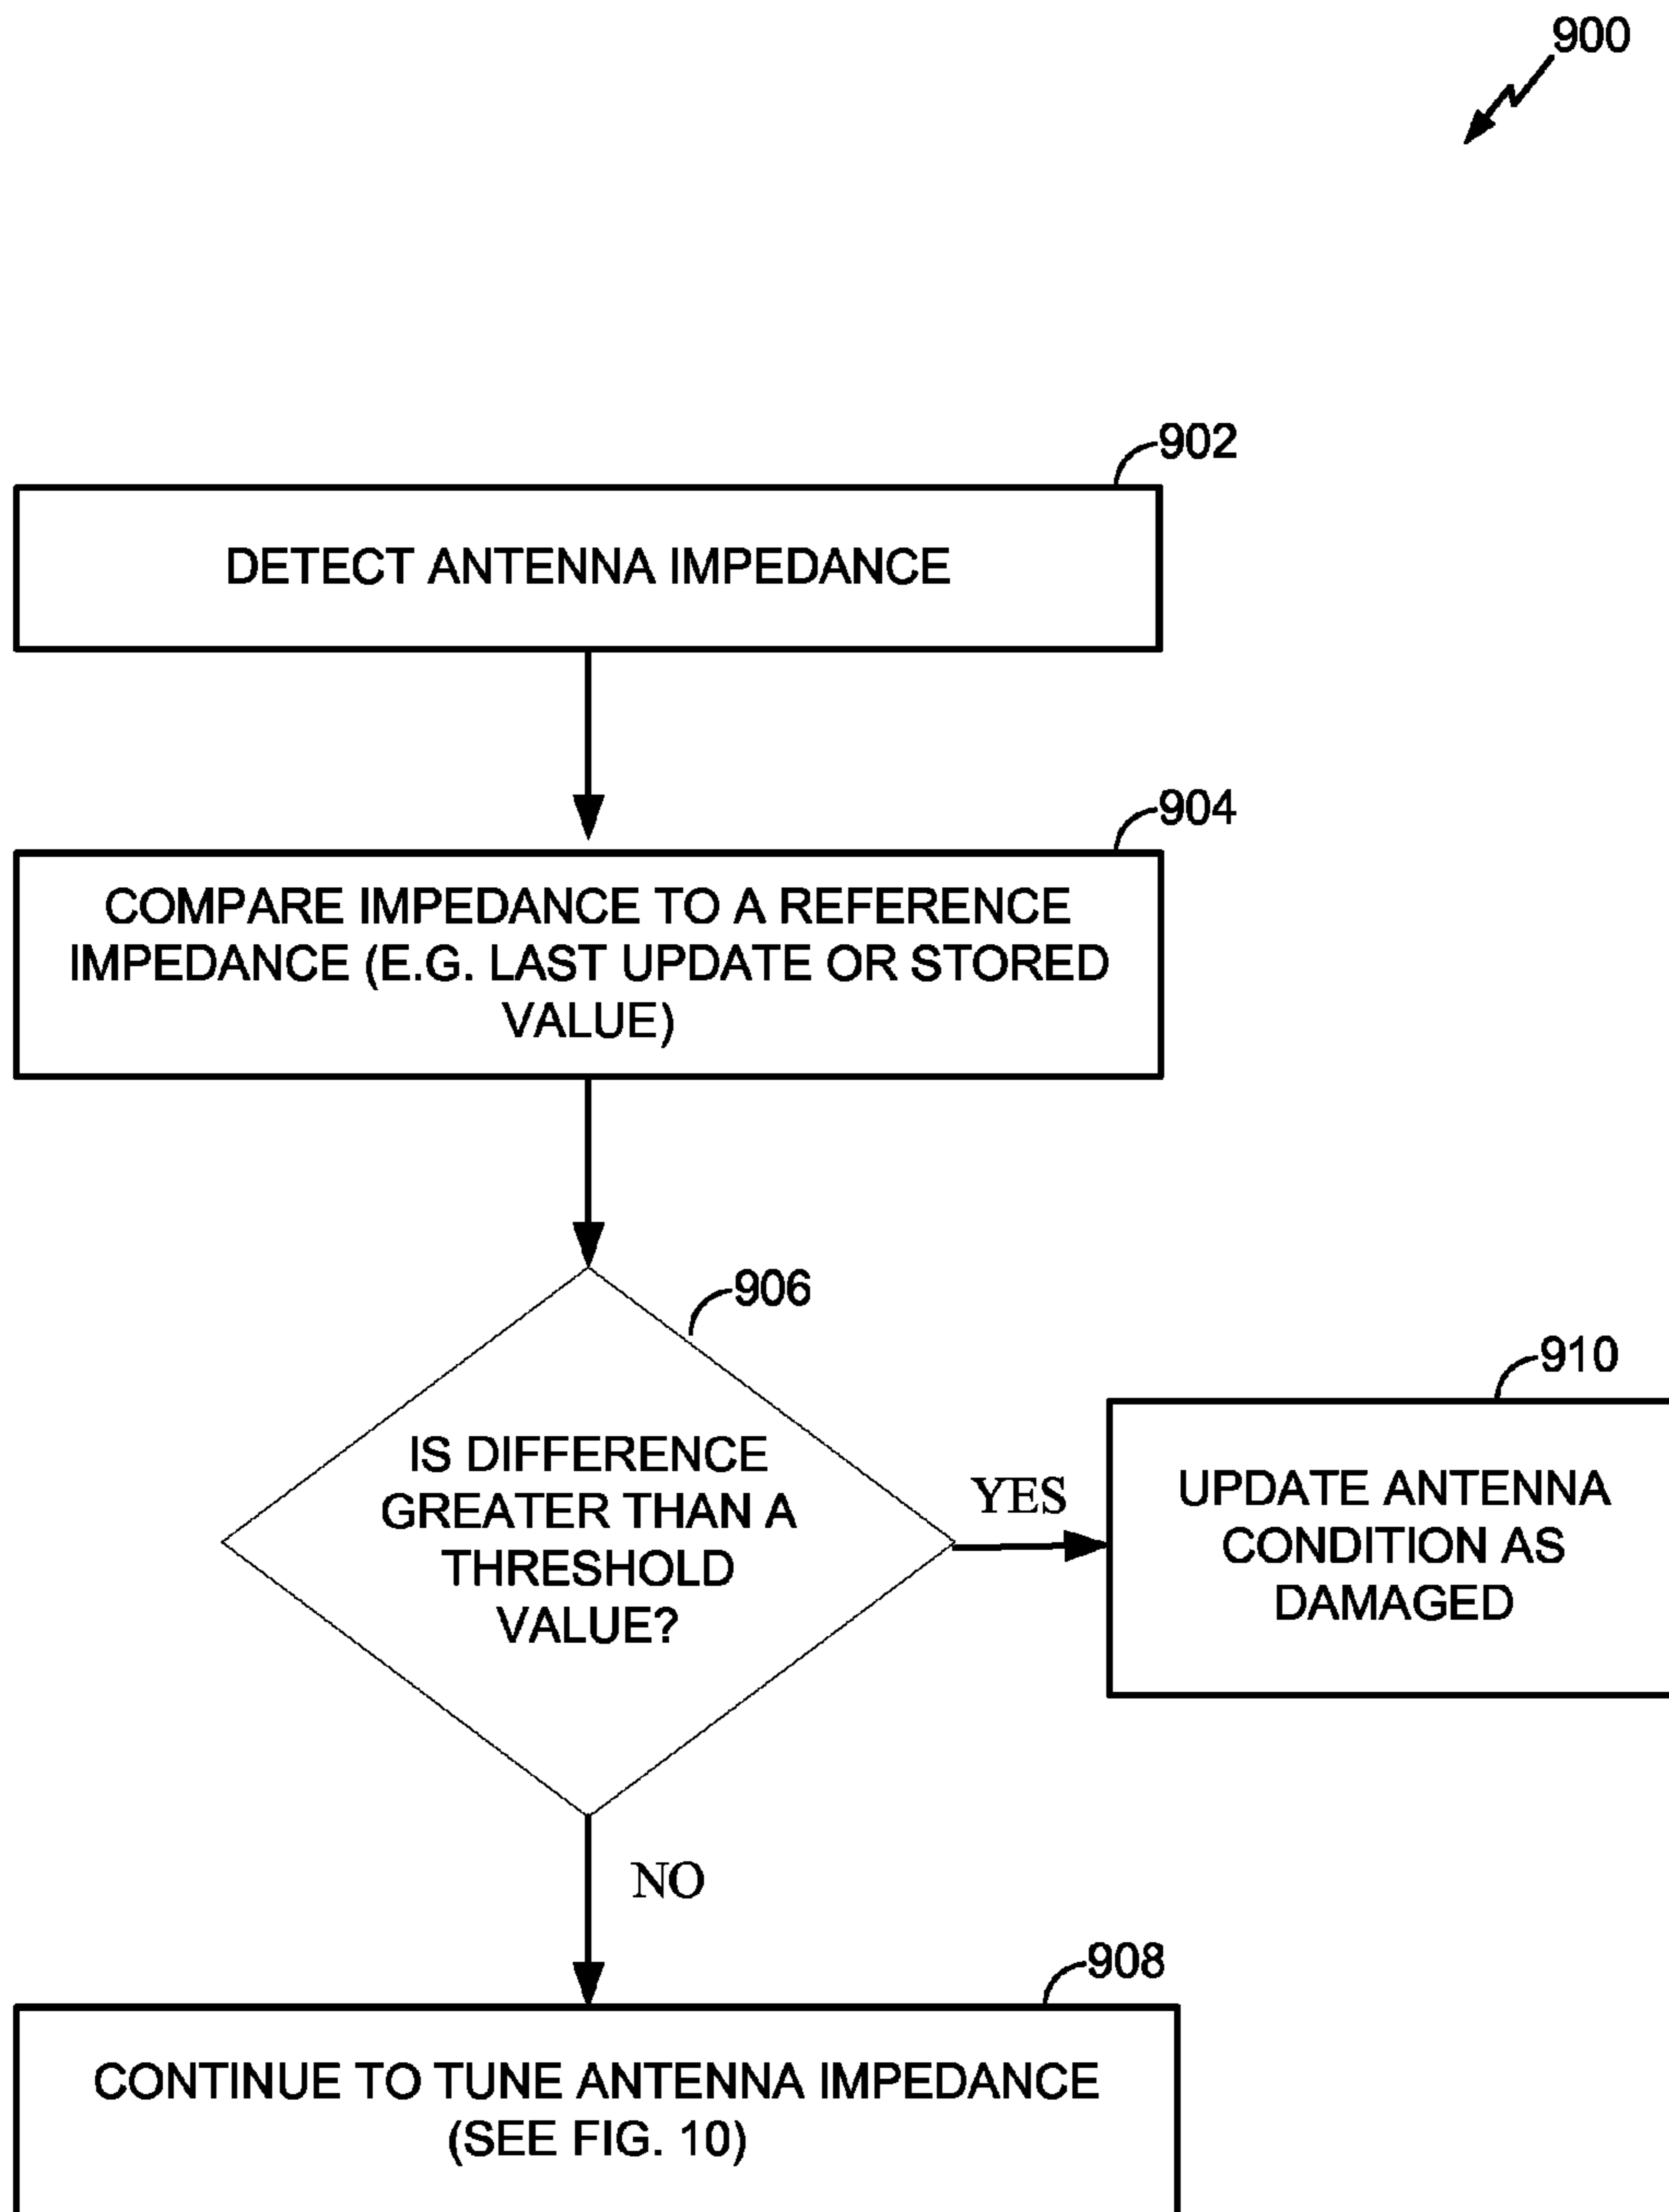 900
902
DETECT ANTENNA IMPEDANCE
904
COMPARE IMPEDANCE TO A REFERENCE
IMPEDANCE (E.G. LAST UPDATE OR STORED
VALUE)
906
IS DIFFERENCE
GREATER THAN A
THRESHOLD
VALUE?
YES
910
UPDATE ANTENNA
CONDITION AS
DAMAGED
NO
908
CONTINUE TO TUNE ANTENNA IMPEDANCE
(SEE FIG. 10)